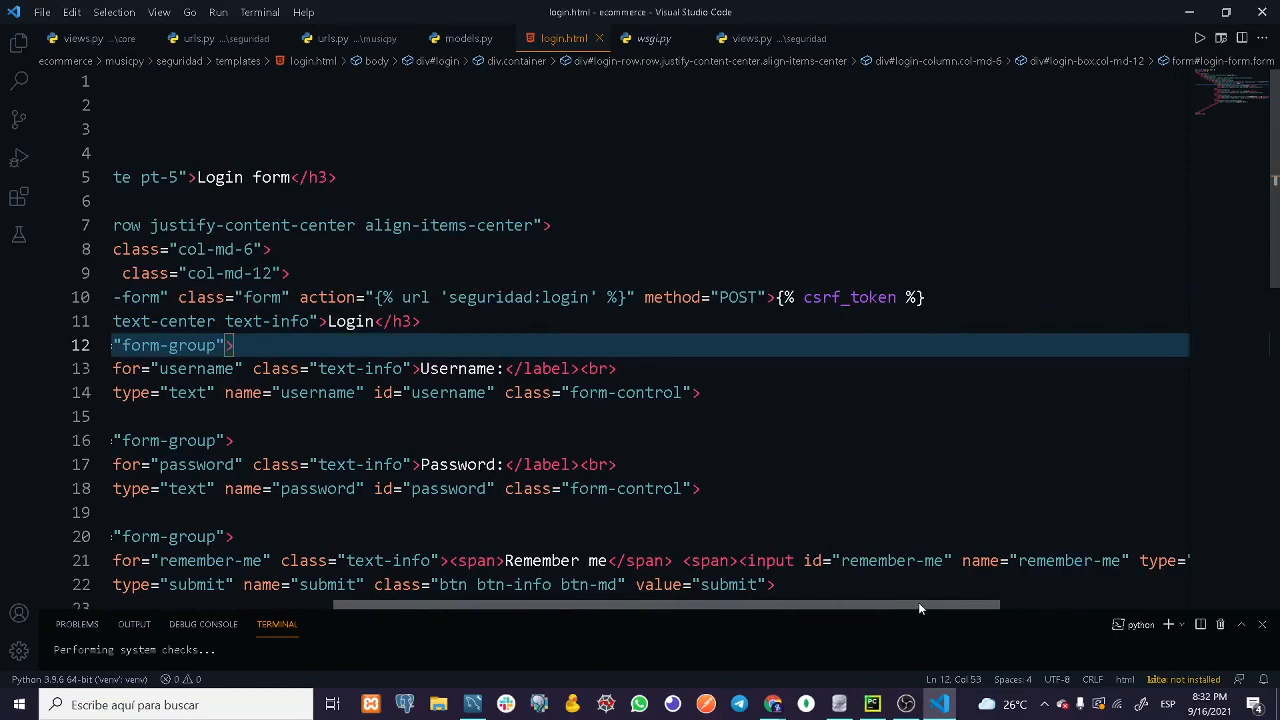 File Edit Selection View Go Run Terminal Help login.html - ecommerce - Visual Studio Code
views.py ...\core urls.py ...\seguridad urls.py ...\musicpy models.py login.html wsgi.py views.py ...\seguridad
ecommerce > musicpy > seguridad > templates > login.html > body > div#login > div.container > div#login-row.row.justify-content-center.align-items-center > div#login-column.col-md-6 > div#login-box.col-md-12 > form#login-form.form
1
2
3
4
5 te pt-5">Login form</h3>
6
7 row justify-content-center align-items-center">
8 class="col-md-6">
9 class="col-md-12">
10 -form" class="form" action="{% url 'seguridad:login' %}" method="POST">{% csrf_token %}
11 text-center text-info">Login</h3>
12 "form-group">
13 for="username" class="text-info">Username:</label><br>
14 type="text" name="username" id="username" class="form-control">
15
16 "form-group">
17 for="password" class="text-info">Password:</label><br>
18 type="text" name="password" id="password" class="form-control">
19
20 "form-group">
21 for="remember-me" class="text-info"><span>Remember me</span> <span><input id="remember-me" name="remember-me" type="
22 type="submit" name="submit" class="btn btn-info btn-md" value="submit">
23
PROBLEMS OUTPUT DEBUG CONSOLE TERMINAL python
Performing system checks...
Python 3.9.6 64-bit ('venv': venv) 0 0 Ln 12, Col 53 Spaces: 4 UTF-8 CRLF html
Escribe aquí para buscar 26°C ESP
9/16/2021